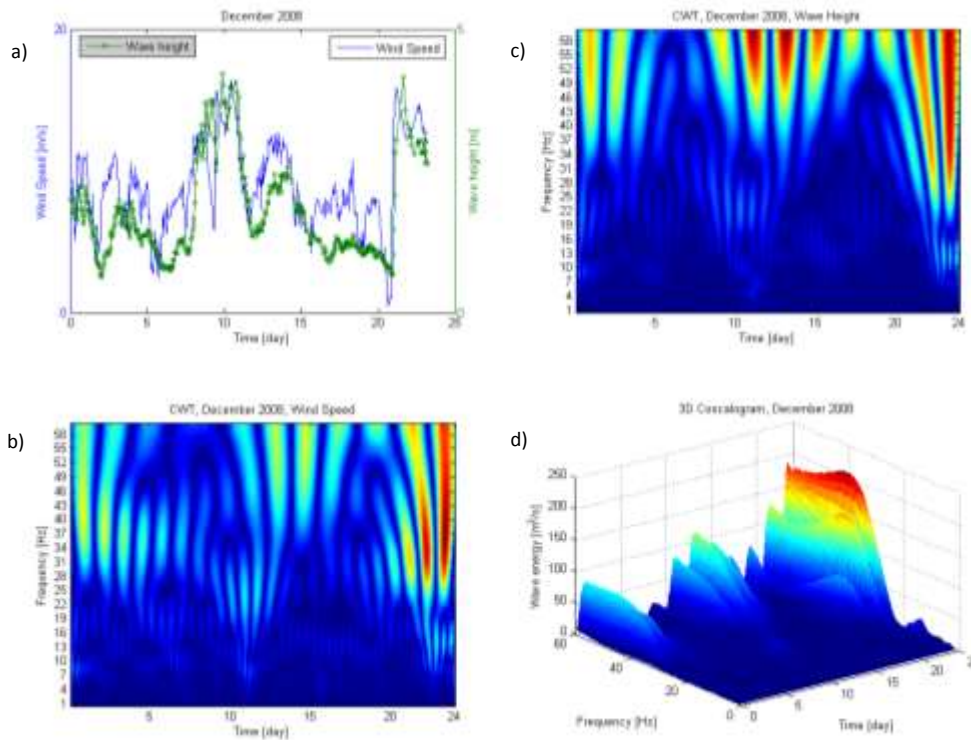 a)
December 2008
20
5
Wave height
Wind Speed
Wind Speed [m/s]
Wave height [m]
0
0
0 5 10 15 20 25
Time [day]
c)
CWT, December 2008, Wave Height
Frequency [Hz]
58
55
52
49
46
43
40
37
34
31
28
25
22
19
16
13
10
7
4
1
5 10 15 20 24
Time [day]
b)
CWT, December 2008, Wind Speed
Frequency [Hz]
58
55
52
49
46
43
40
37
34
31
28
25
22
19
16
13
10
7
4
1
5 10 15 20 24
Time [day]
d)
3D Coscalogram, December 2008
Wave energy [m²/s]
250
200
150
100
50
0
60 40 20 0
Frequency [Hz]
0 5 10 15 20
Time [day]